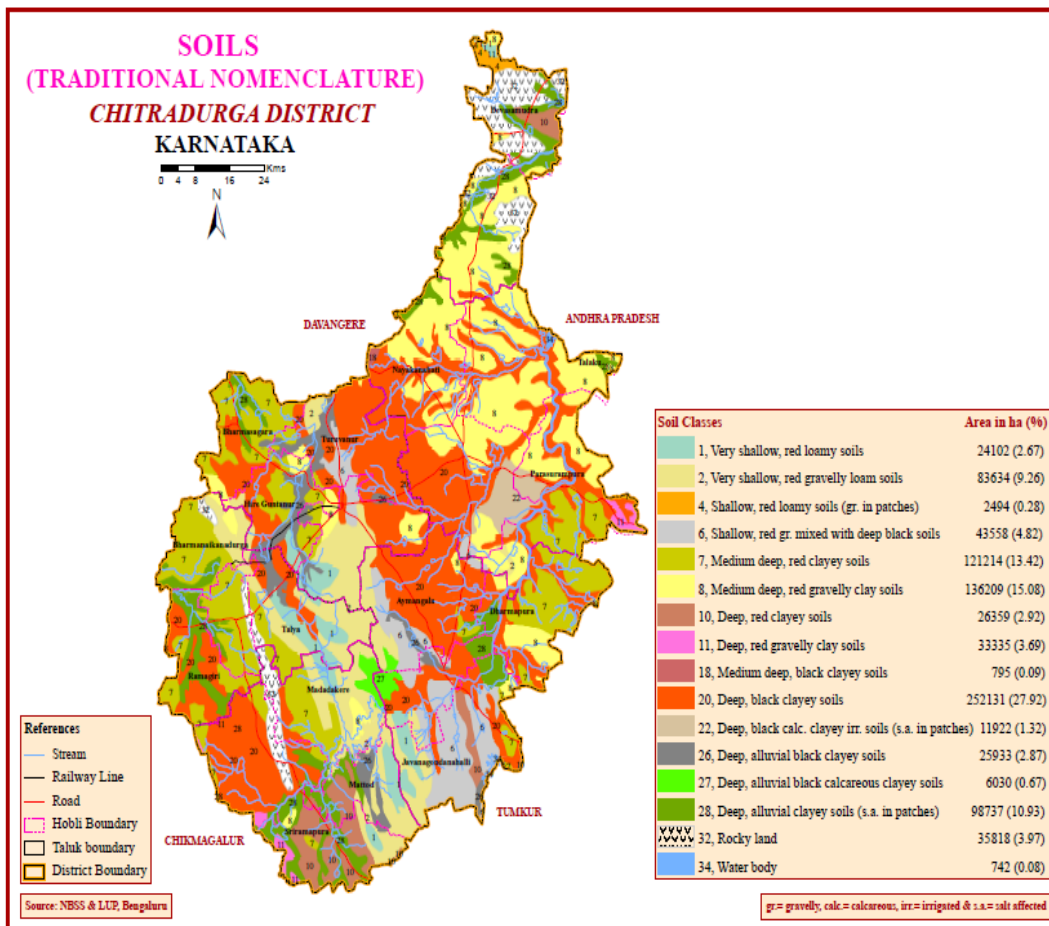 SOILS
(TRADITIONAL NOMENCLATURE)
CHITRADURGA DISTRICT
KARNATAKA
Kms
0 4 8 16 24
N
DAVANGERE
ANDHRA PRADESH
CHIKMAGALUR
TUMKUR
Devasamudra
Nayakanahatti
Talaku
Bharmasagara
Turuvanur
Parasurampura
Hire Guntanur
Bharmanaikanadurga
Aymangala
Dharmapura
Talya
Ramagiri
Madadakere
Javanagondanahalli
Mattod
Srirampura
References
Stream
Railway Line
Road
Hobli Boundary
Taluk boundary
District Boundary
Soil Classes Area in ha (%)
1, Very shallow, red loamy soils 24102 (2.67)
2, Very shallow, red gravelly loam soils 83634 (9.26)
4, Shallow, red loamy soils (gr. in patches) 2494 (0.28)
6, Shallow, red gr. mixed with deep black soils 43558 (4.82)
7, Medium deep, red clayey soils 121214 (13.42)
8, Medium deep, red gravelly clay soils 136209 (15.08)
10, Deep, red clayey soils 26359 (2.92)
11, Deep, red gravelly clay soils 33335 (3.69)
18, Medium deep, black clayey soils 795 (0.09)
20, Deep, black clayey soils 252131 (27.92)
22, Deep, black calc. clayey irr. soils (s.a. in patches) 11922 (1.32)
26, Deep, alluvial black clayey soils 25933 (2.87)
27, Deep, alluvial black calcareous clayey soils 6030 (0.67)
28, Deep, alluvial clayey soils (s.a. in patches) 98737 (10.93)
32, Rocky land 35818 (3.97)
34, Water body 742 (0.08)
Source: NBSS & LUP, Bengaluru
gr.= gravelly, calc.= calcareous, irr.= irrigated & s.a.= salt affected